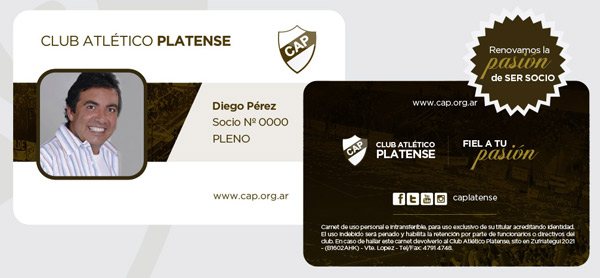 CLUB ATLÉTICO PLATENSE
CAP
Diego Pérez
Socio Nº 0000
PLENO
www.cap.org.ar
Renovamos la
pasión
de SER SOCIO
www.cap.org.ar
CAP
CLUB ATLÉTICO
PLATENSE
FIEL A TU
pasión
caplatense
Carnet de uso personal e intransferible, para uso exclusivo de su titular acreditando identidad.
El uso indebido será penado y habilita la retención por parte de funcionarios o directivos del
club. En caso de hallar este carnet devolverlo al Club Atlético Platense, sito en Zufriategui 2021
- (B1602AHK) - Vte. Lopez - Tel/Fax: 4791 4748.